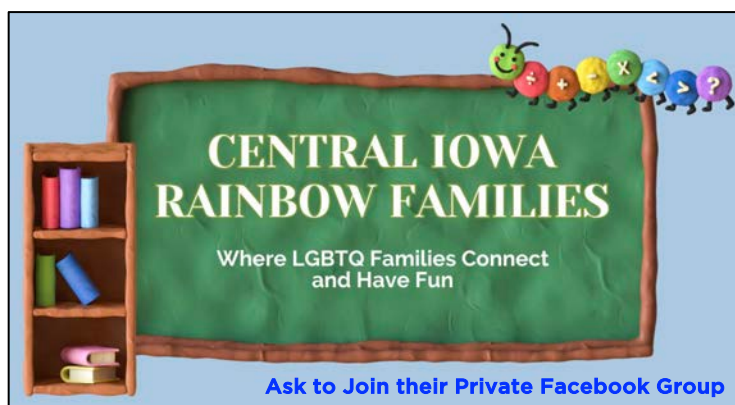 ÷ + - x < > ?
CENTRAL IOWA
RAINBOW FAMILIES
Where LGBTQ Families Connect
and Have Fun
Ask to Join their Private Facebook Group